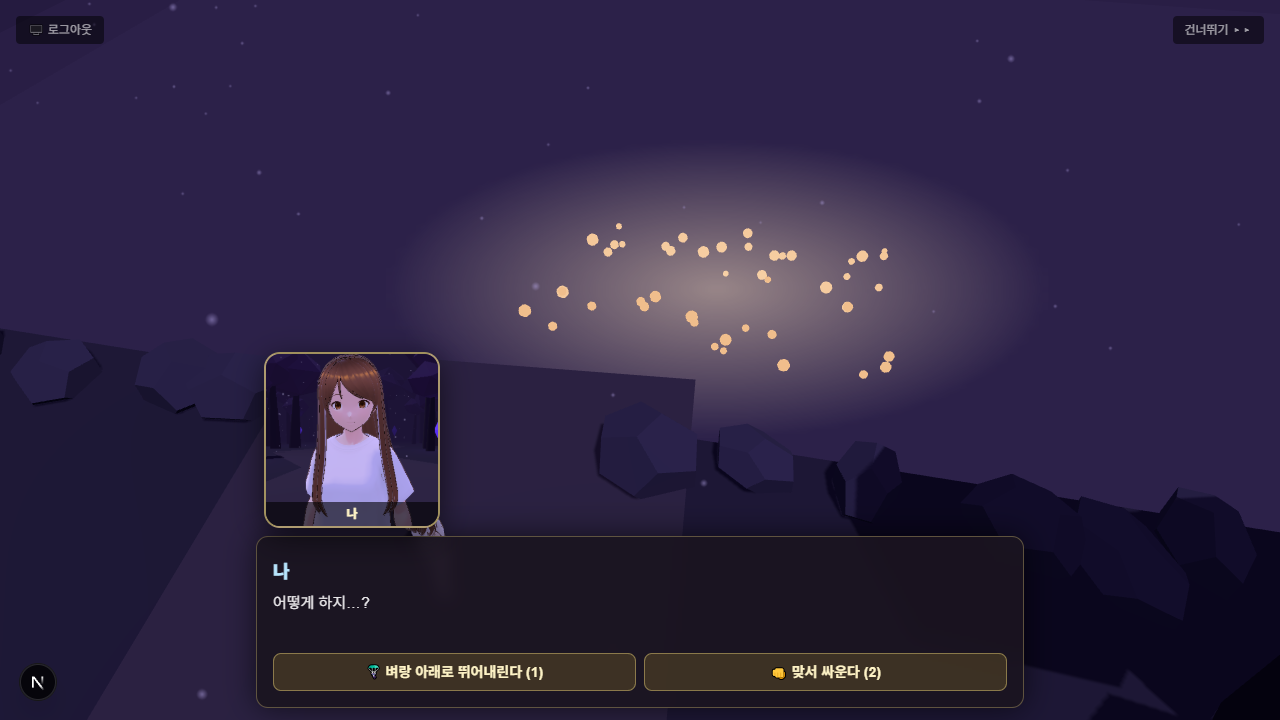 로그아웃
건너뛰기 ▸▸
나
나
어떻게 하지...?
벼랑 아래로 뛰어내린다 (1)
맞서 싸운다 (2)
N